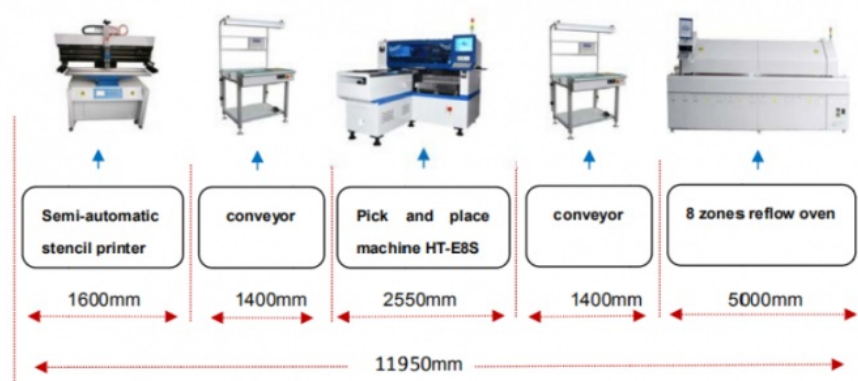 Semi-automatic
stencil printer
conveyor
Pick and place
machine HT-E8S
conveyor
8 zones reflow oven
1600mm
1400mm
2550mm
1400mm
5000mm
11950mm